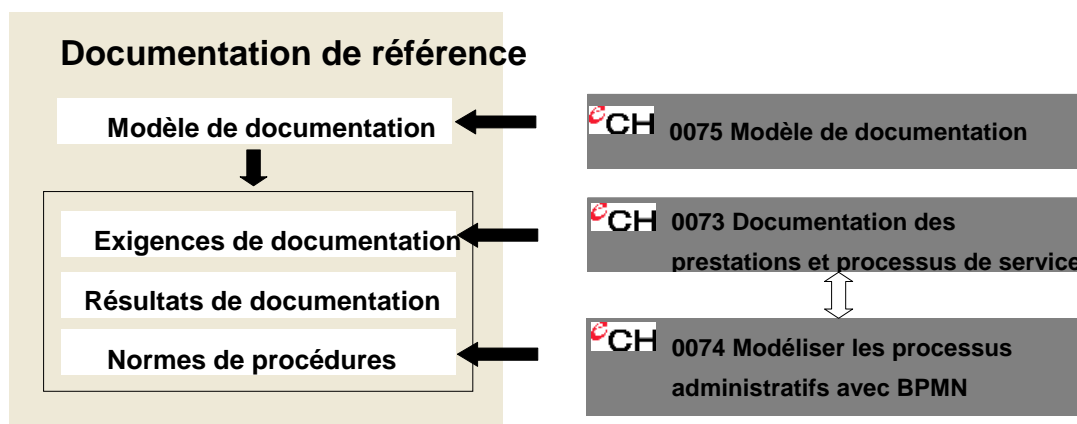 Documentation de référence
Modèle de documentation
Exigences de documentation
Résultats de documentation
Normes de procédures
eCH 0075 Modèle de documentation
eCH 0073 Documentation des
prestations et processus de service
eCH 0074 Modéliser les processus
administratifs avec BPMN